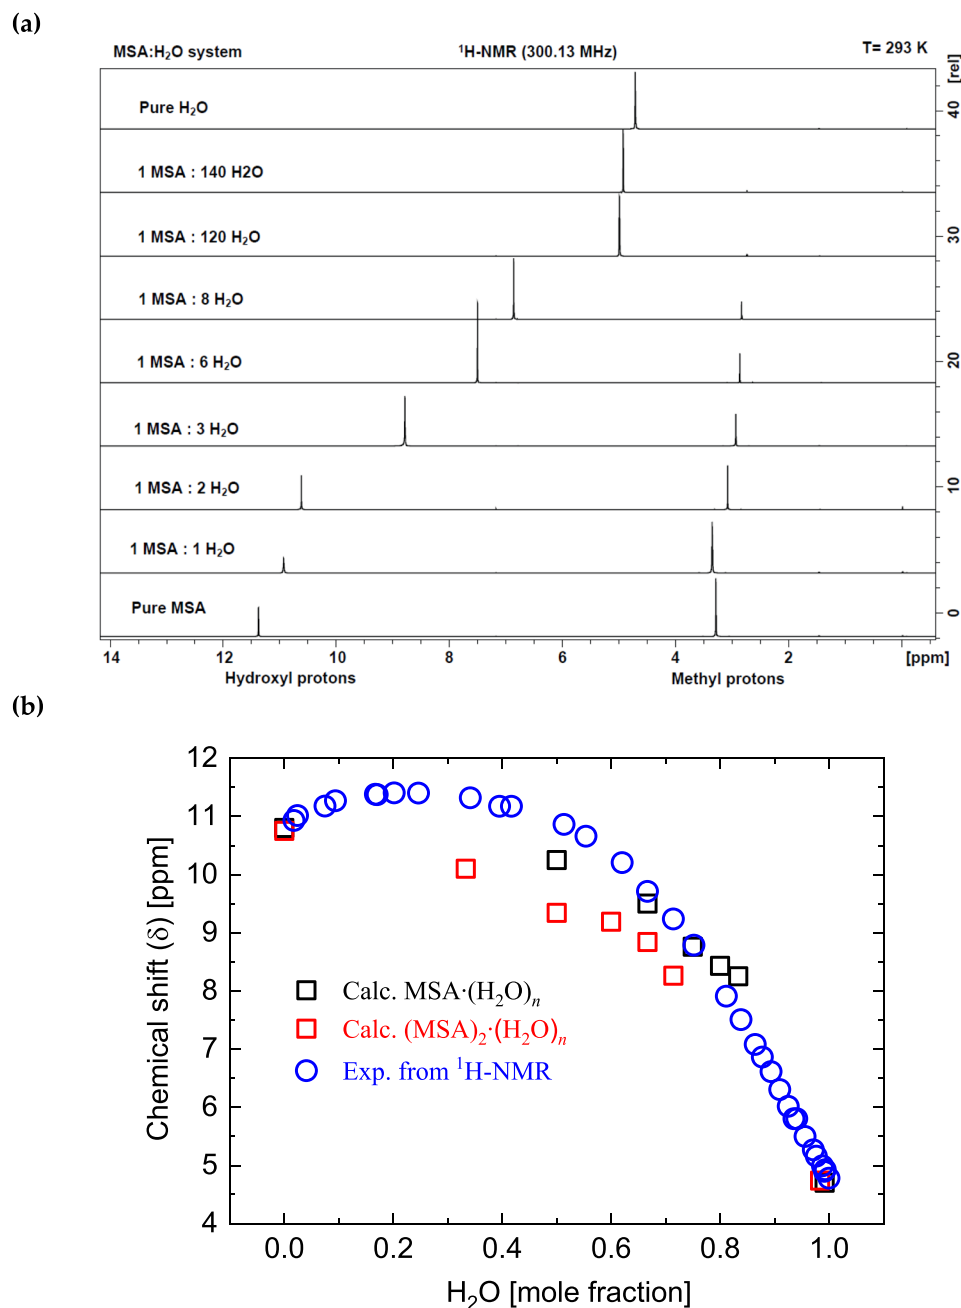 (a)
MSA:H₂O system ¹H-NMR (300.13 MHz) T= 293 K
[rel]
Pure H₂O
40
1 MSA : 140 H2O
1 MSA : 120 H₂O
30
1 MSA : 8 H₂O
1 MSA : 6 H₂O
20
1 MSA : 3 H₂O
1 MSA : 2 H₂O
10
1 MSA : 1 H₂O
Pure MSA
0
14 12 10 8 6 4 2 [ppm]
Hydroxyl protons Methyl protons
(b)
Chemical shift (δ) [ppm]
12
11
10
9
8
7
6
5
4
Calc. MSA·(H₂O)ₙ
Calc. (MSA)₂·(H₂O)ₙ
Exp. from ¹H-NMR
0.0 0.2 0.4 0.6 0.8 1.0
H₂O [mole fraction]